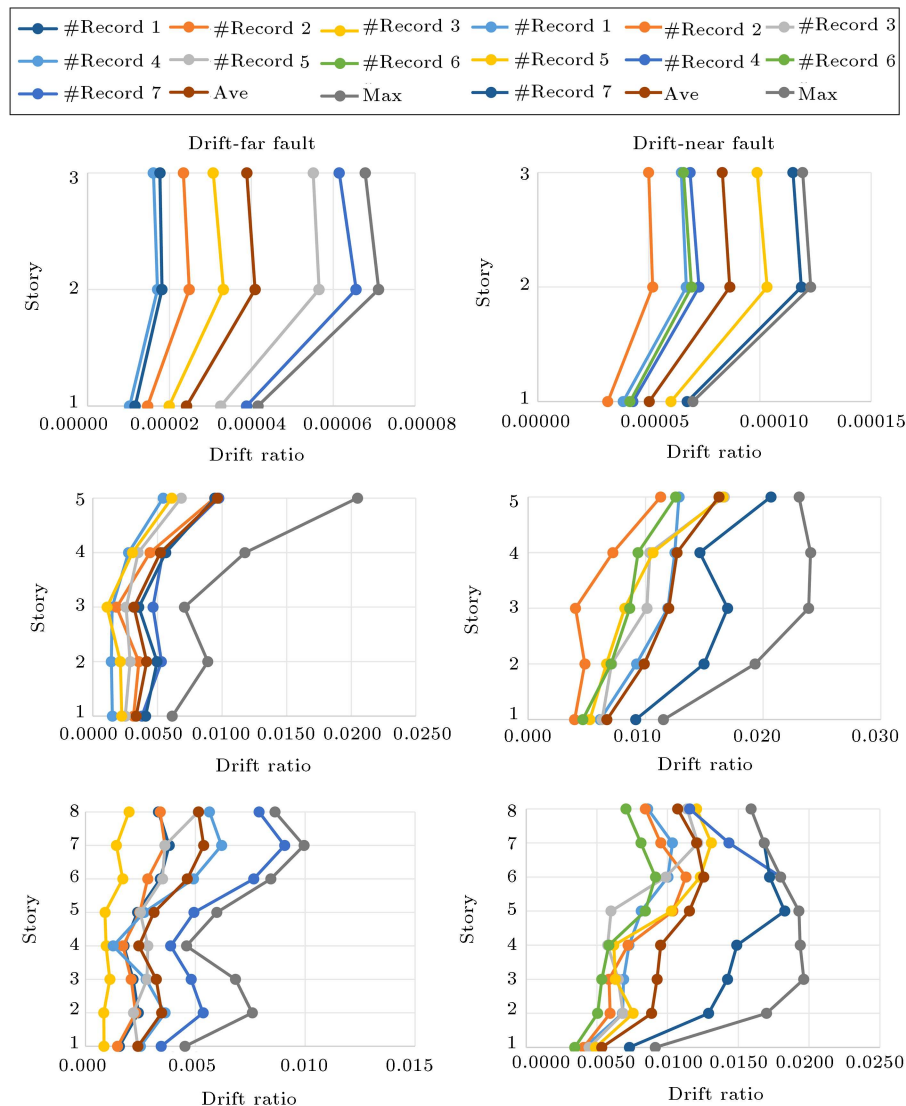 #Record 1 #Record 2 #Record 3 #Record 1 #Record 2 #Record 3
#Record 4 #Record 5 #Record 6 #Record 5 #Record 4 #Record 6
#Record 7 Ave Max #Record 7 Ave Max
Drift-far fault
3
2
1
Story
0.00000 0.00002 0.00004 0.00006 0.00008
Drift ratio
Drift-near fault
3
2
1
Story
0.00000 0.00005 0.00010 0.00015
Drift ratio
5
4
3
2
1
Story
0.0000 0.0050 0.0100 0.0150 0.0200 0.0250
Drift ratio
5
4
3
2
1
Story
0.000 0.010 0.020 0.030
Drift ratio
8
7
6
5
4
3
2
1
Story
0.000 0.005 0.010 0.015
Drift ratio
8
7
6
5
4
3
2
1
Story
0.0000 0.0050 0.0100 0.0150 0.0200 0.0250
Drift ratio